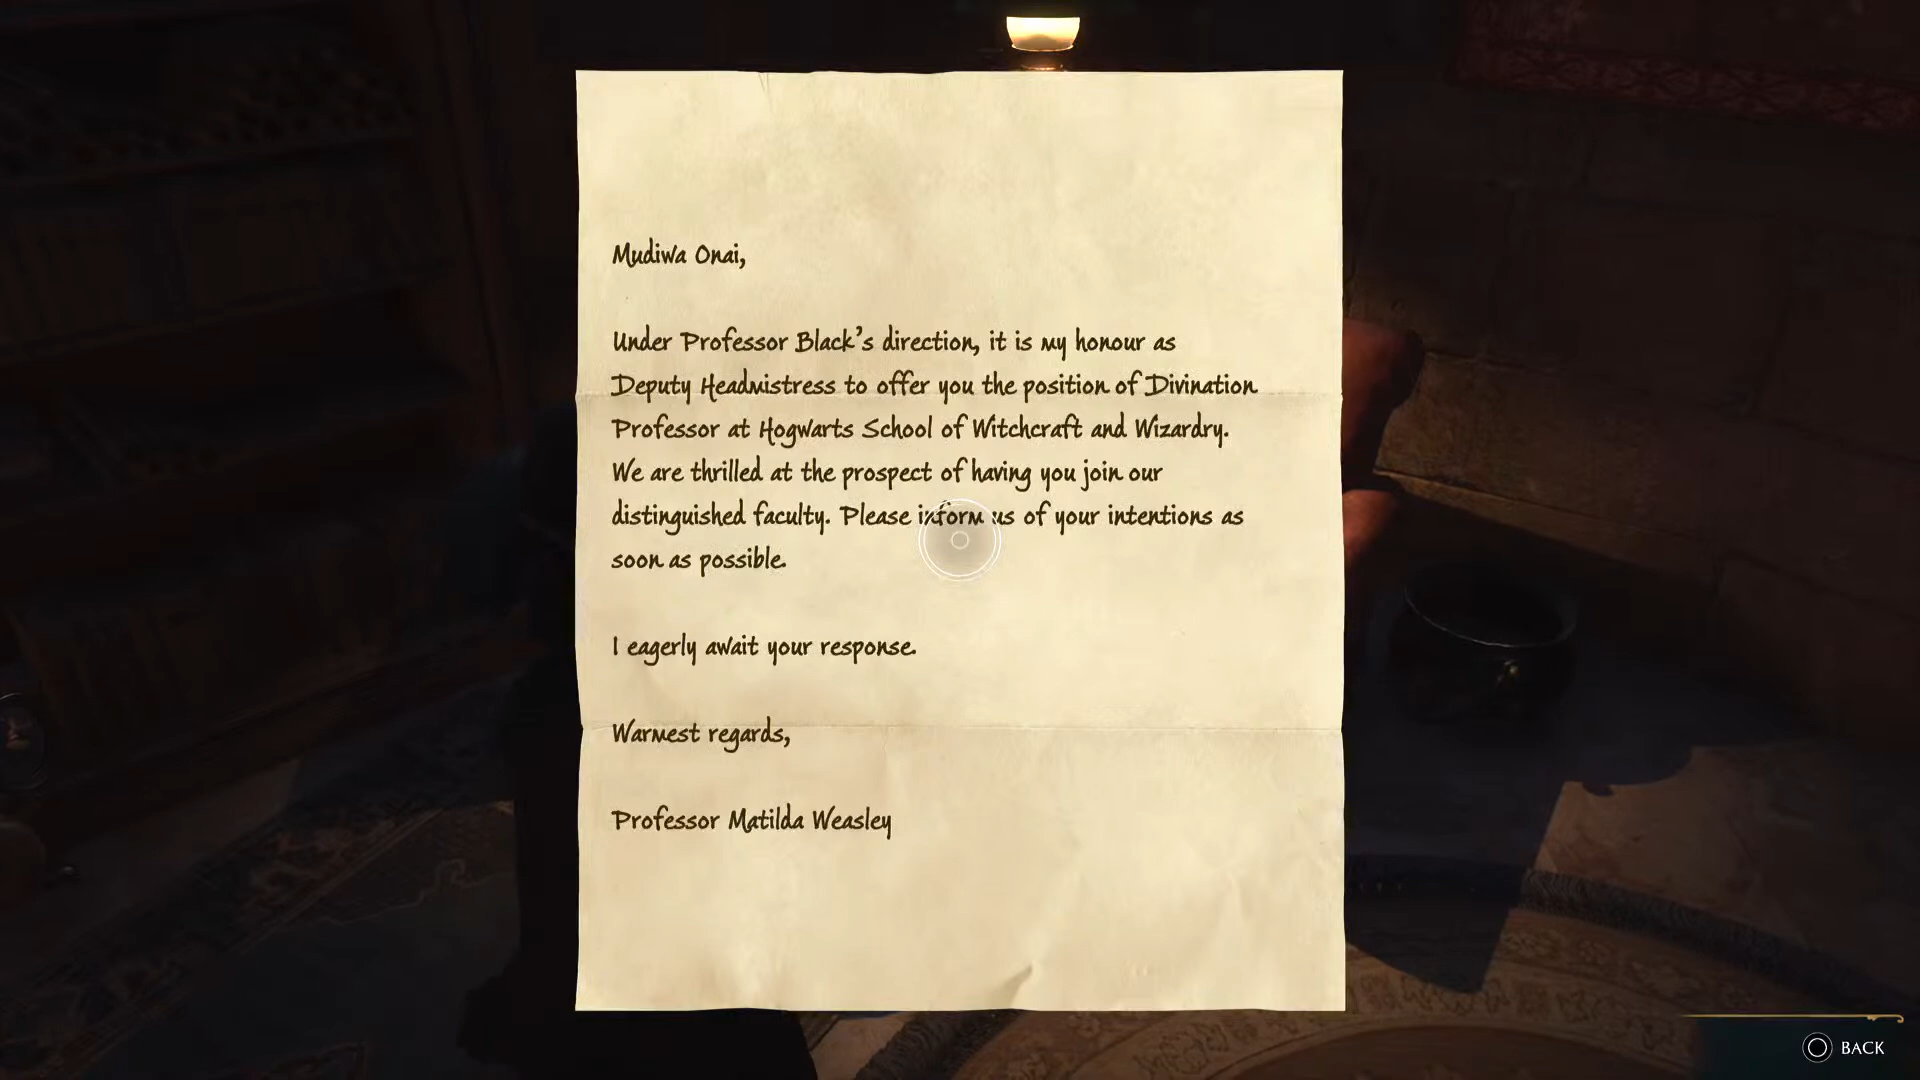 Mudiwa Onai,
Under Professor Black's direction, it is my honour as
Deputy Headmistress to offer you the position of Divination
Professor at Hogwarts School of Witchcraft and Wizardry.
We are thrilled at the prospect of having you join our
distinguished faculty. Please inform us of your intentions as
soon as possible.
I eagerly await your response.
Warmest regards,
Professor Matilda Weasley
BACK